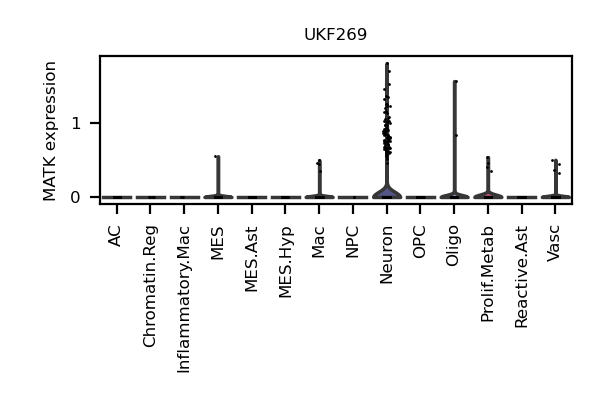 UKF269
MATK expression
1
0
AC
Chromatin.Reg
Inflammatory.Mac
MES
MES.Ast
MES.Hyp
Mac
NPC
Neuron
OPC
Oligo
Prolif.Metab
Reactive.Ast
Vasc